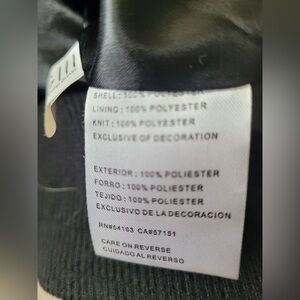 SHELL: 100% POLYESTER
LINING: 100% POLYESTER
KNIT: 100% POLYESTER
EXCLUSIVE OF DECORATION
EXTERIOR: 100% POLIESTER
FORRO: 100% POLIESTER
TEJIDO: 100% POLIESTER
EXCLUSIVO DE LA DECORACION
RN#54163 CA#57151
CARE ON REVERSE
CUIDADO AL REVERSO